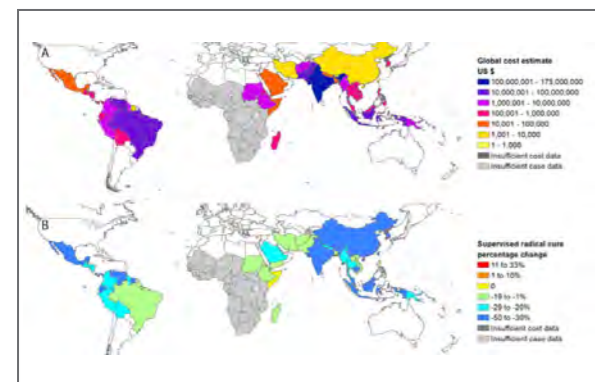 A
Global cost estimate
US $
100,000,001 - 175,000,000
10,000,001 - 100,000,000
1,000,001 - 10,000,000
100,001 - 1,000,000
10,001 - 100,000
1,001 - 10,000
1 - 1,000
Insufficient cost data
Insufficient case data
B
Supervised radical cure
percentage change
11 to 33%
1 to 10%
0
-19 to -1%
-29 to -20%
-50 to -30%
Insufficient cost data
Insufficient case data